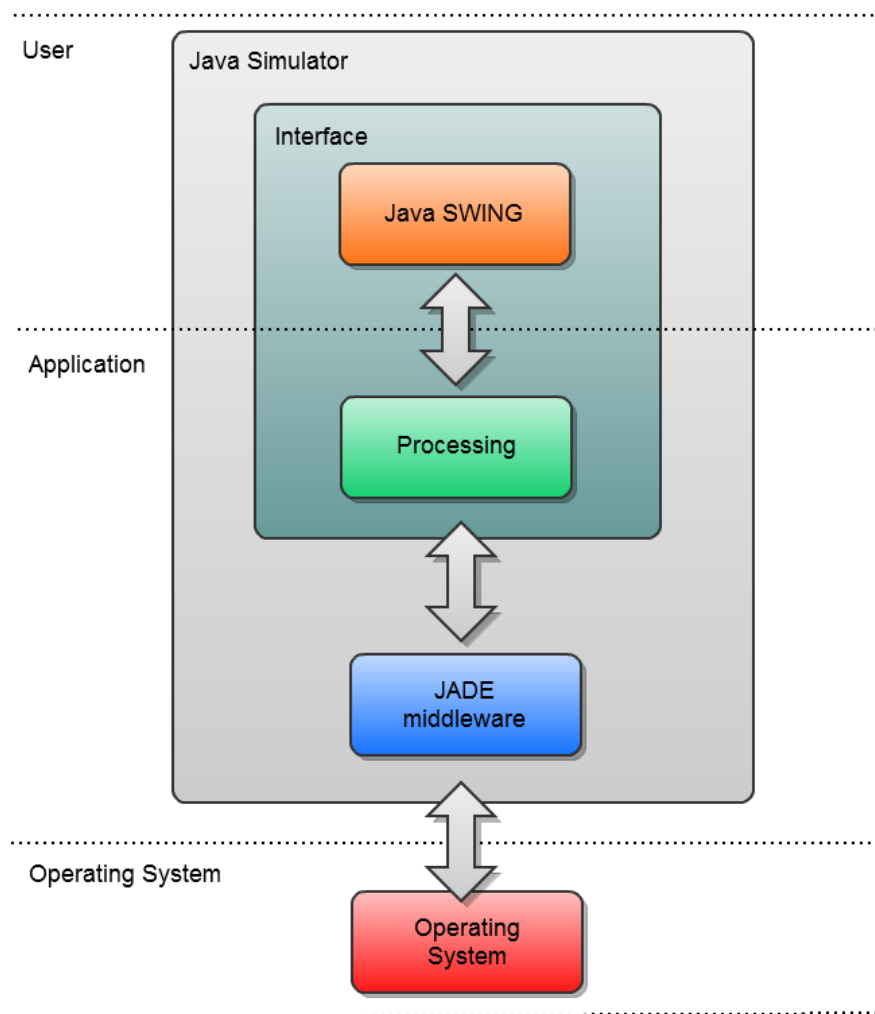 User
Java Simulator
Interface
Java SWING
Application
Processing
JADE
middleware
Operating System
Operating
System